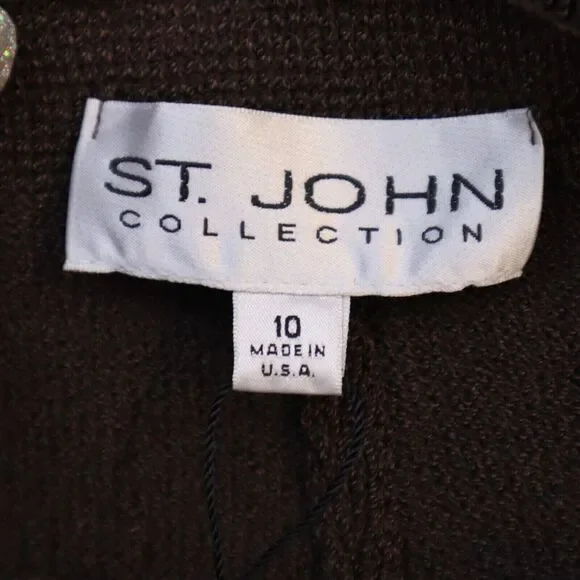 ST. JOHN
COLLECTION
10
MADE IN
U.S.A.